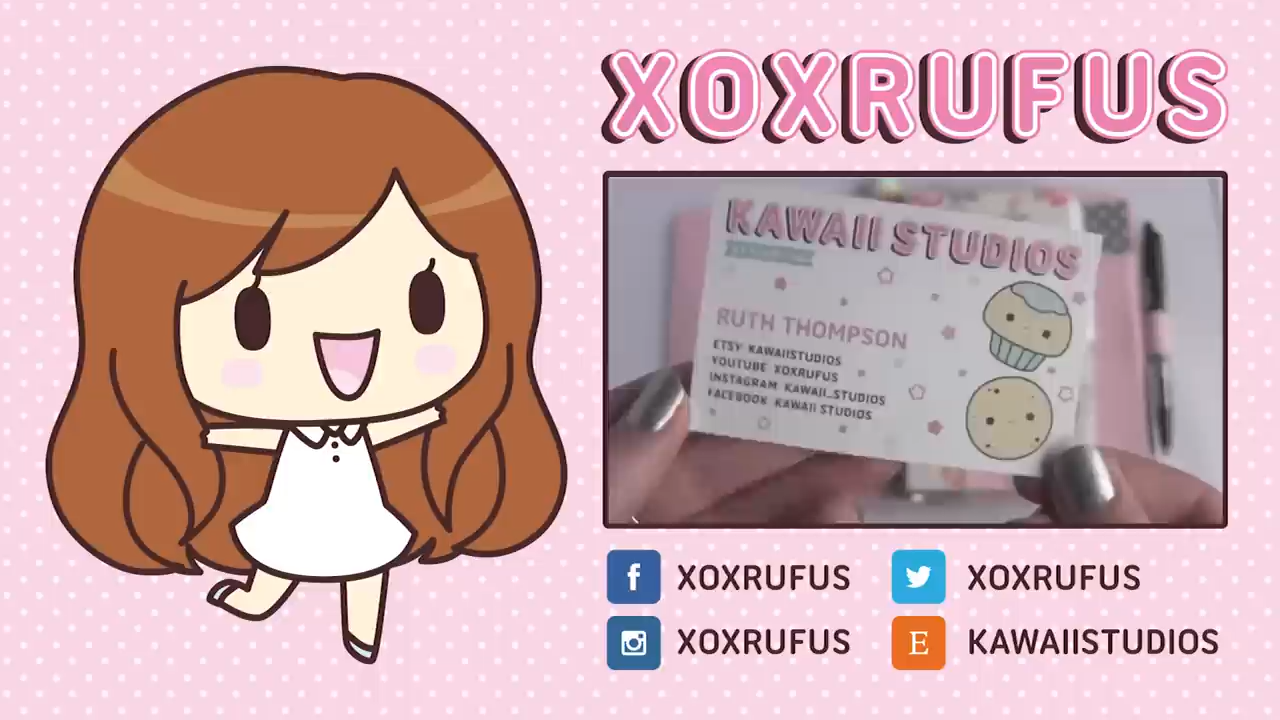 XOXRUFUS
KAWAII STUDIOS
RUTH THOMPSON
ETSY KAWAIISTUDIOS
YOUTUBE XOXRUFUS
INSTAGRAM KAWAII_STUDIOS
FACEBOOK KAWAII STUDIOS
f XOXRUFUS
XOXRUFUS
XOXRUFUS
E KAWAIISTUDIOS